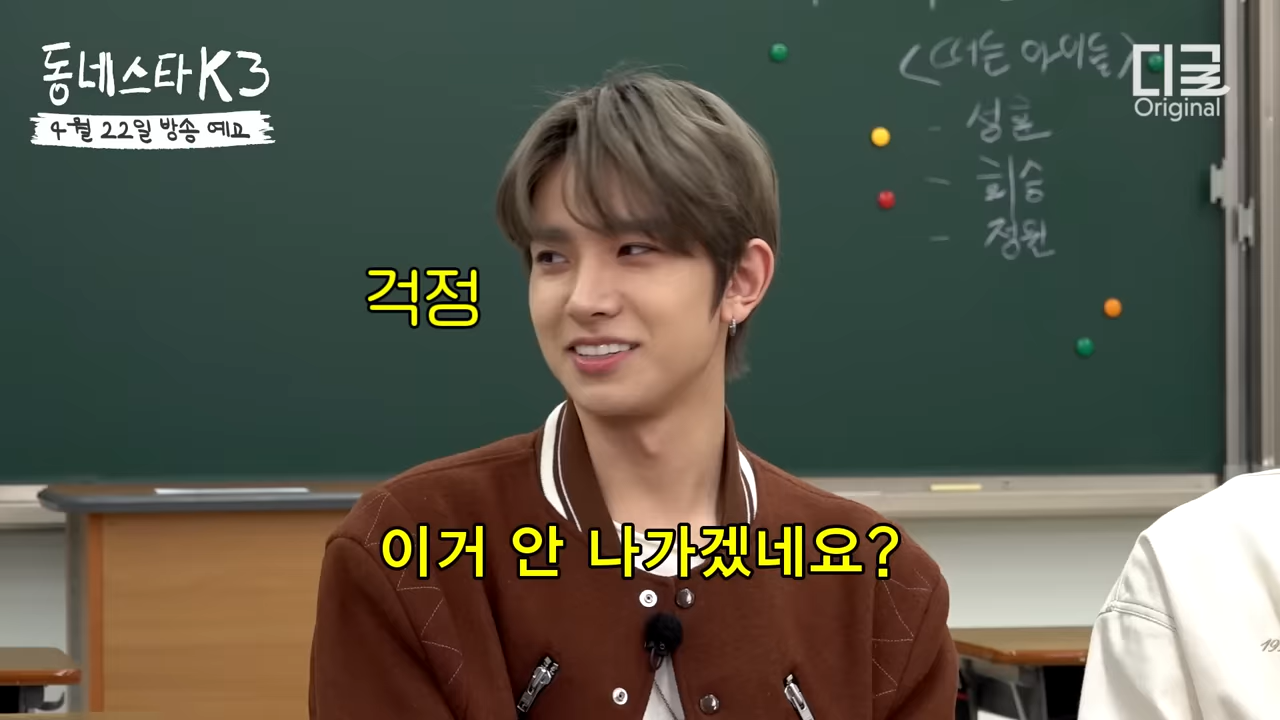 동네스타K3
4월 22일 방송 예고
디글
Original
(떠든 아이들)
- 성훈
- 희승
- 정원
걱정
이거 안 나가겠네요?